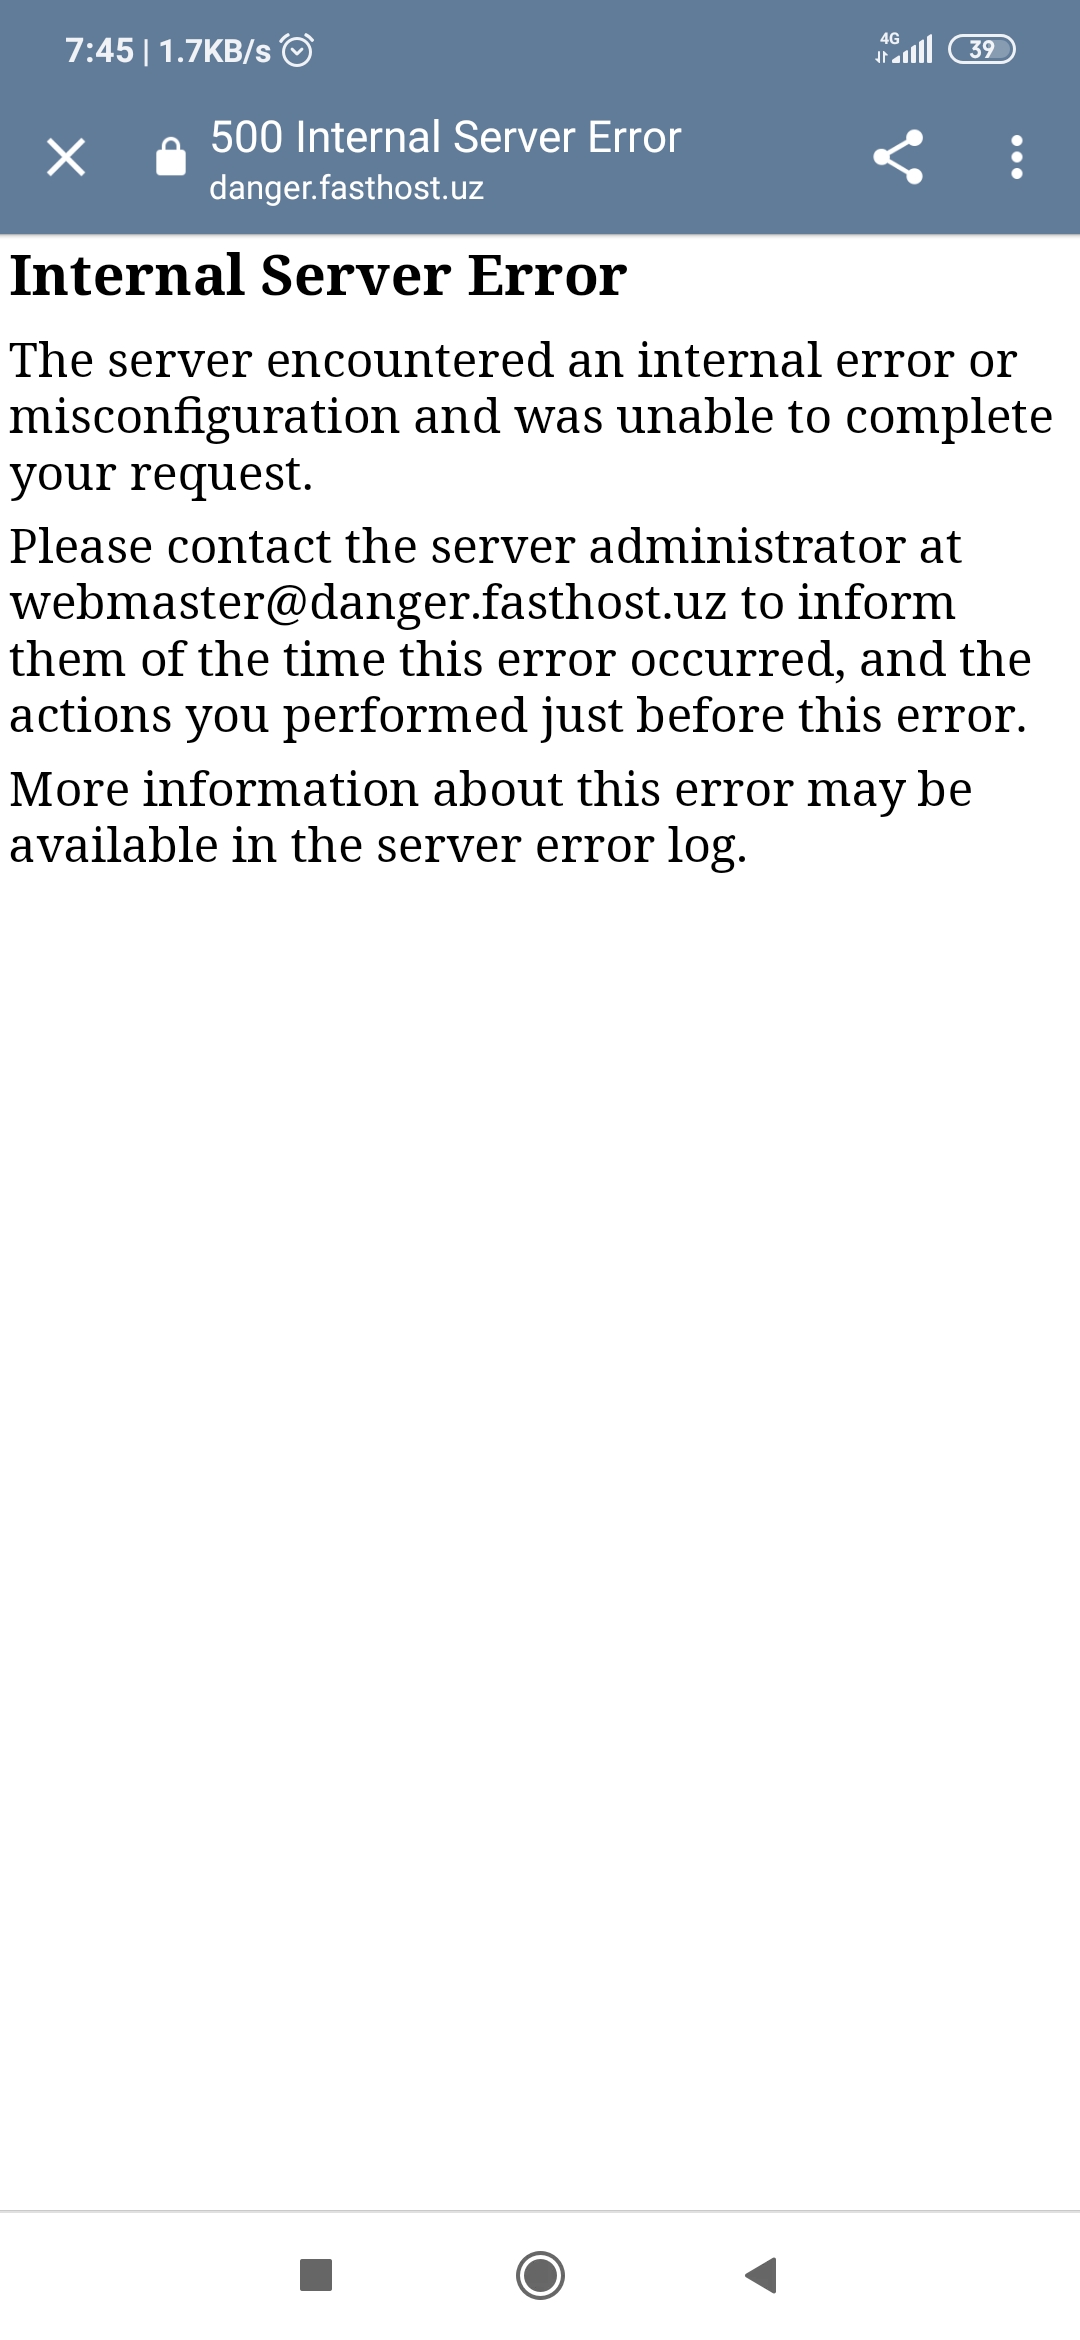 7:45 | 1.7KB/s
4G
39
500 Internal Server Error
danger.fasthost.uz
Internal Server Error
The server encountered an internal error or
misconfiguration and was unable to complete
your request.
Please contact the server administrator at
webmaster@danger.fasthost.uz to inform
them of the time this error occurred, and the
actions you performed just before this error.
More information about this error may be
available in the server error log.